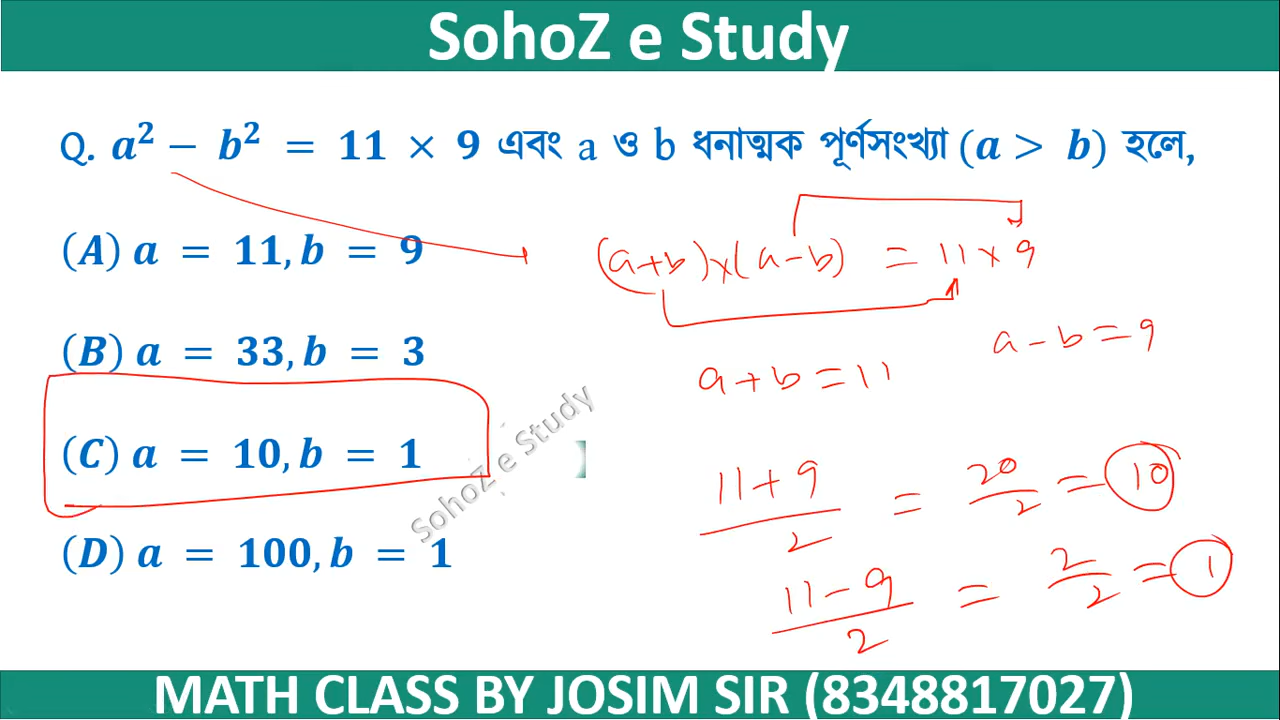 SohoZ e Study
Q. a² − b² = 11 × 9 এবং a ও b ধনাত্মক পূর্ণসংখ্যা (a > b) হলে,
(A) a = 11, b = 9
(a+b)×(a-b) = 11×9
(B) a = 33, b = 3
a-b=9
a+b=11
(C) a = 10, b = 1
SohoZ e Study
11+9/2 = 20/2 = 10
(D) a = 100, b = 1
11-9/2 = 2/2 = 1
MATH CLASS BY JOSIM SIR (8348817027)